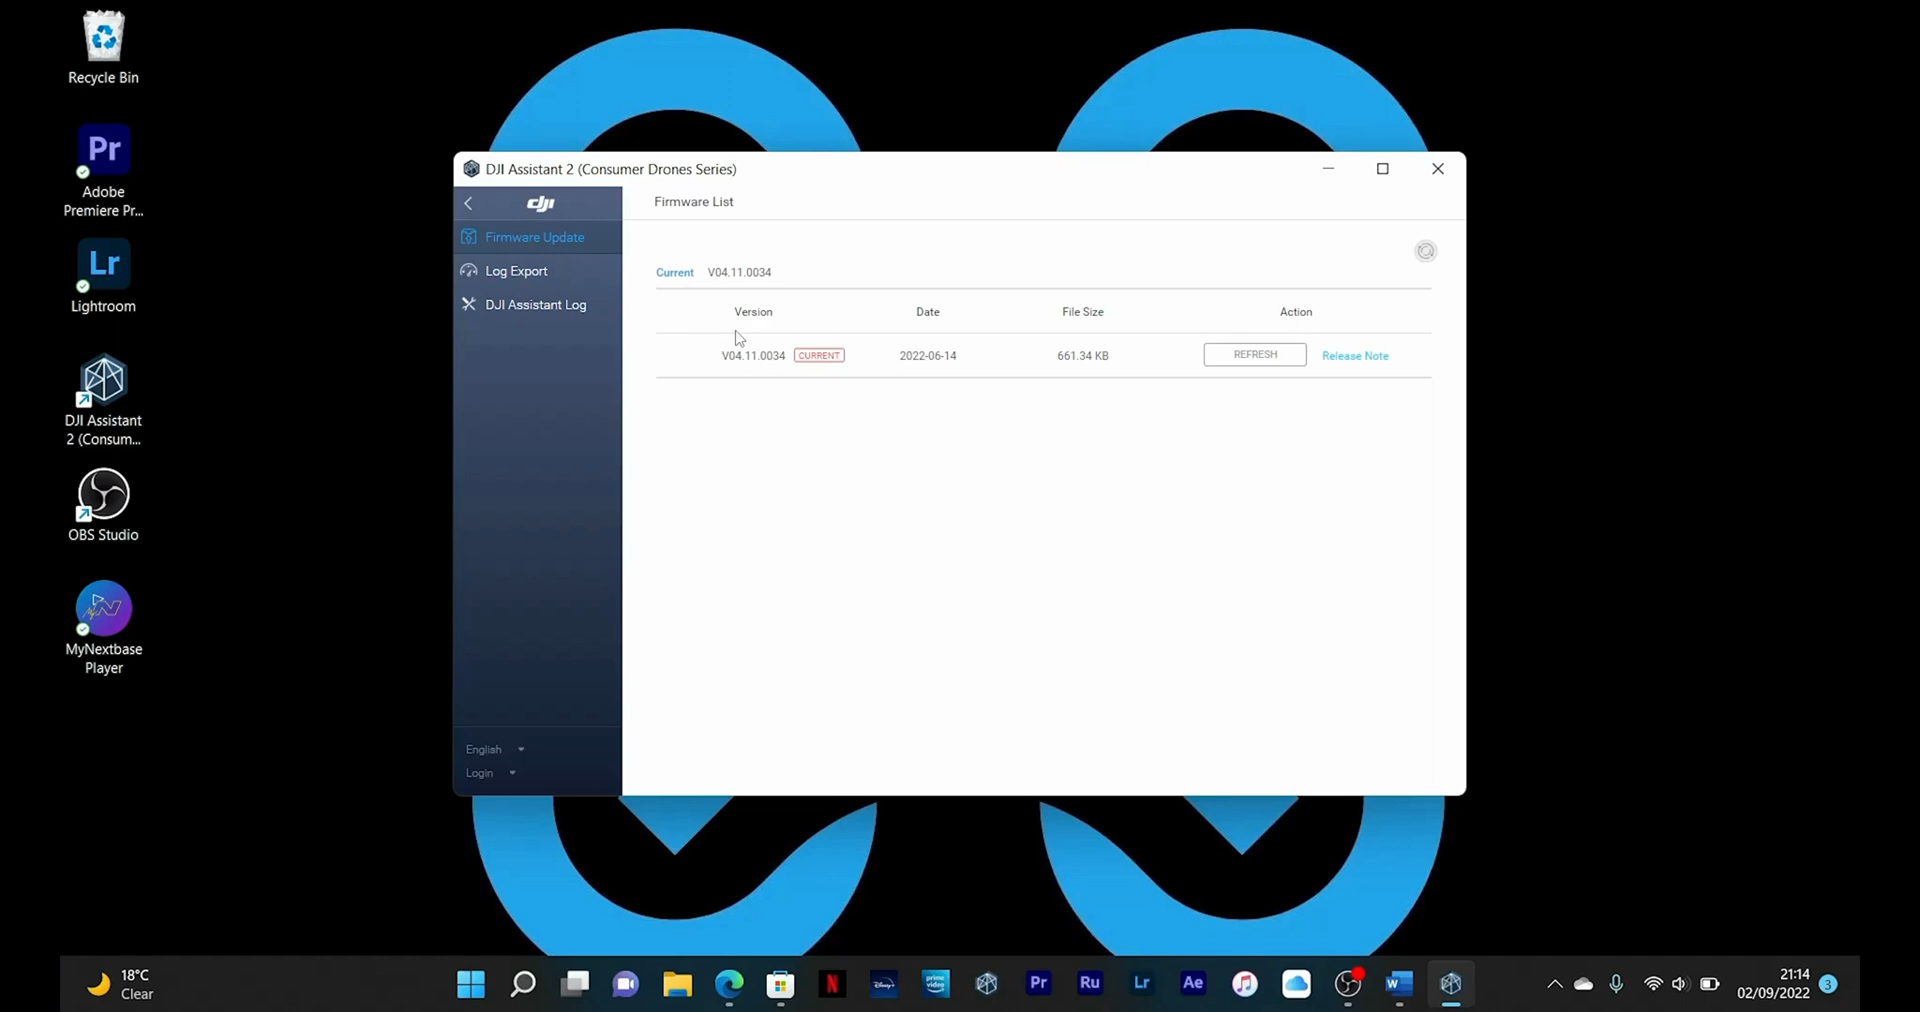 Recycle Bin
Pr
Adobe
Premiere Pr...
Lr
Lightroom
DJI Assistant
2 (Consum...
OBS Studio
MyNextbase
Player
DJI Assistant 2 (Consumer Drones Series)
dji
Firmware Update
Log Export
DJI Assistant Log
English
Login
Firmware List
Current V04.11.0034
Version Date File Size Action
V04.11.0034 CURRENT 2022-06-14 661.34 KB REFRESH Release Note
18°C
Clear
N
Disney+
prime video
Pr
Ru
Lr
Ae
W
21:14
02/09/2022
3